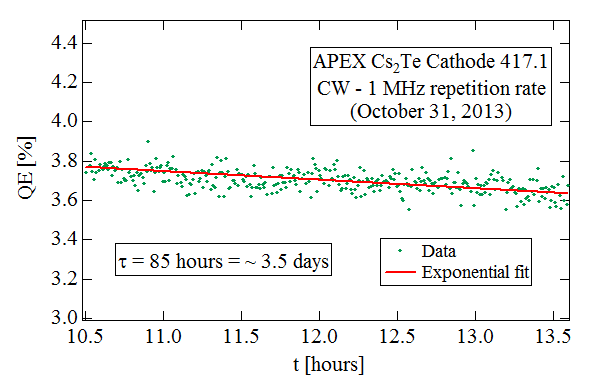 APEX Cs₂Te Cathode 417.1
CW - 1 MHz repetition rate
(October 31, 2013)
QE [%]
4.4
4.2
4.0
3.8
3.6
3.4
3.2
3.0
τ = 85 hours = ~ 3.5 days
Data
Exponential fit
10.5 11.0 11.5 12.0 12.5 13.0 13.5
t [hours]